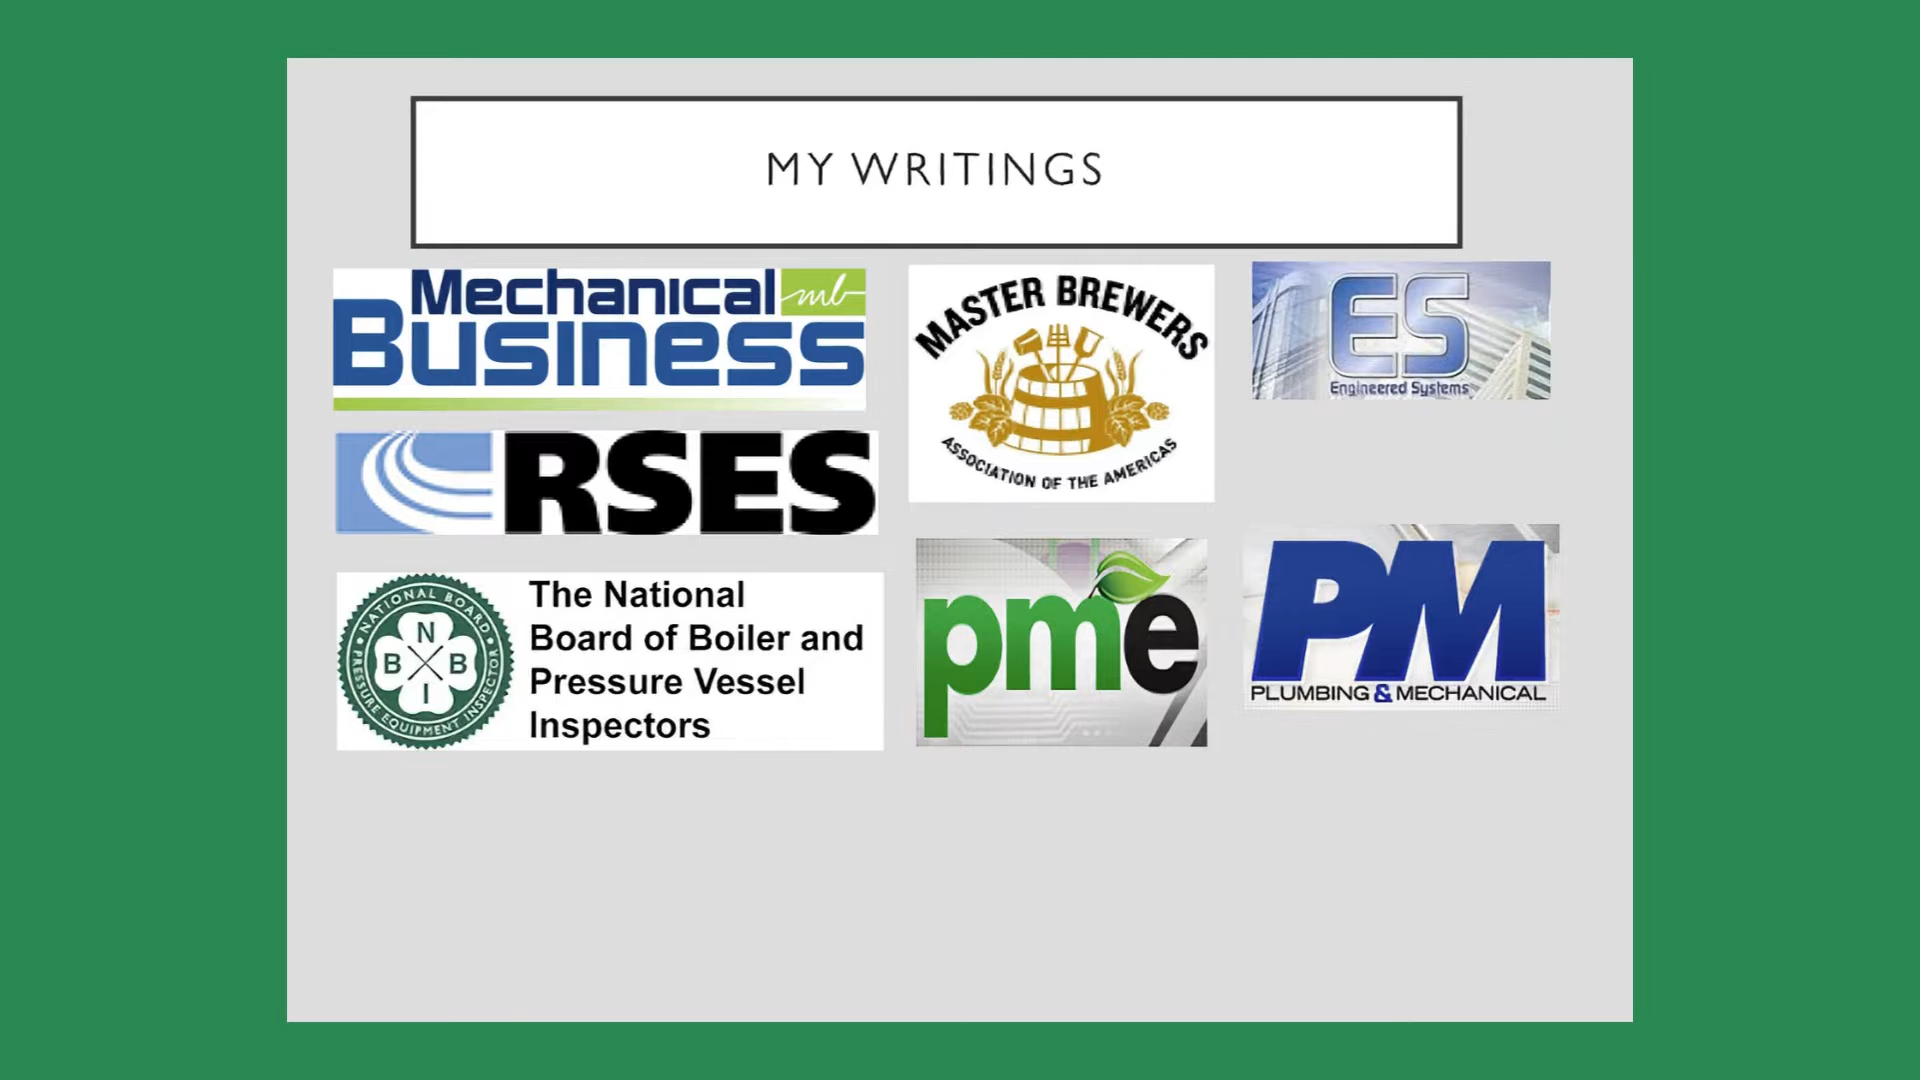 MY WRITINGS
Mechanical mb
Business
MASTER BREWERS
ASSOCIATION OF THE AMERICAS
ES
Engineered Systems
RSES
NATIONAL BOARD
PRESSURE EQUIPMENT INSPECTOR
N
B B
I
The National
Board of Boiler and
Pressure Vessel
Inspectors
pme
PM
PLUMBING & MECHANICAL